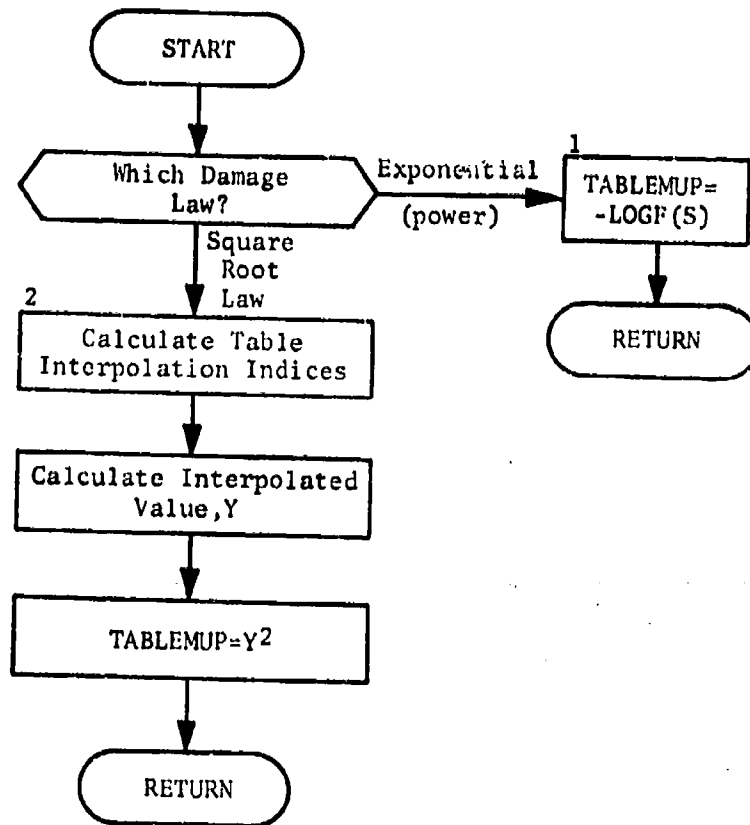 START
Which Damage
Law?
Exponential
(power)
1
TABLEMUP=
-LOGF(S)
RETURN
Square
Root
Law
2
Calculate Table
Interpolation Indices
Calculate Interpolated
Value,Y
TABLEMUP=Y²
RETURN